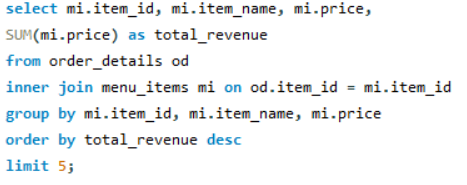 select mi.item_id, mi.item_name, mi.price,
SUM(mi.price) as total_revenue
from order_details od
inner join menu_items mi on od.item_id = mi.item_id
group by mi.item_id, mi.item_name, mi.price
order by total_revenue desc
limit 5;